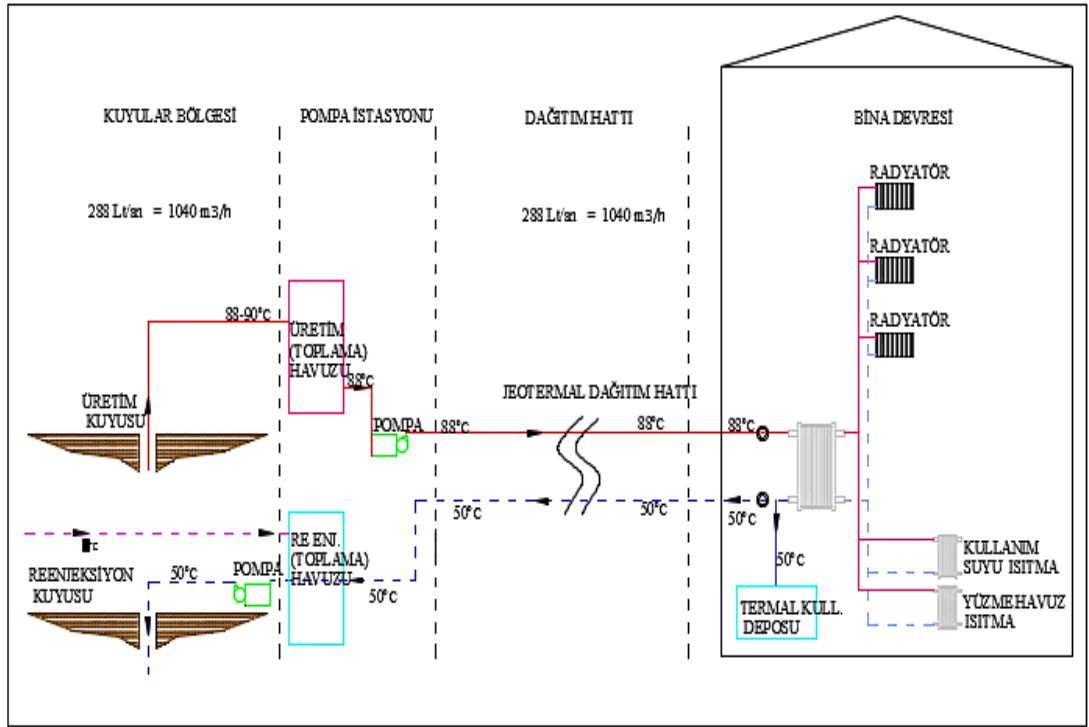 KUYULAR BÖLGESİ
POMPA İSTASYONU
DAĞITIM HATTI
BİNA DEVRESİ
288 Lt/sn = 1040 m3/h
288 Lt/sn = 1040 m3/h
RADYATÖR
RADYATÖR
RADYATÖR
88-90°C
ÜRETİM
(TOPLAMA)
HAVUZU
88°C
ÜRETİM
KUYUSU
POMPA
88°C
JEOTERMAL DAĞITIM HATTI
88°C
88°C
50°C
50°C
50°C
50°C
°C
RE ENJ.
(TOPLAMA)
HAVUZU
50°C
POMPA
50°C
REENJEKSİYON
KUYUSU
TERMAL KULL.
DEPOSU
KULLANIM
SUYU ISITMA
YÜZME HAVUZ
ISITMA